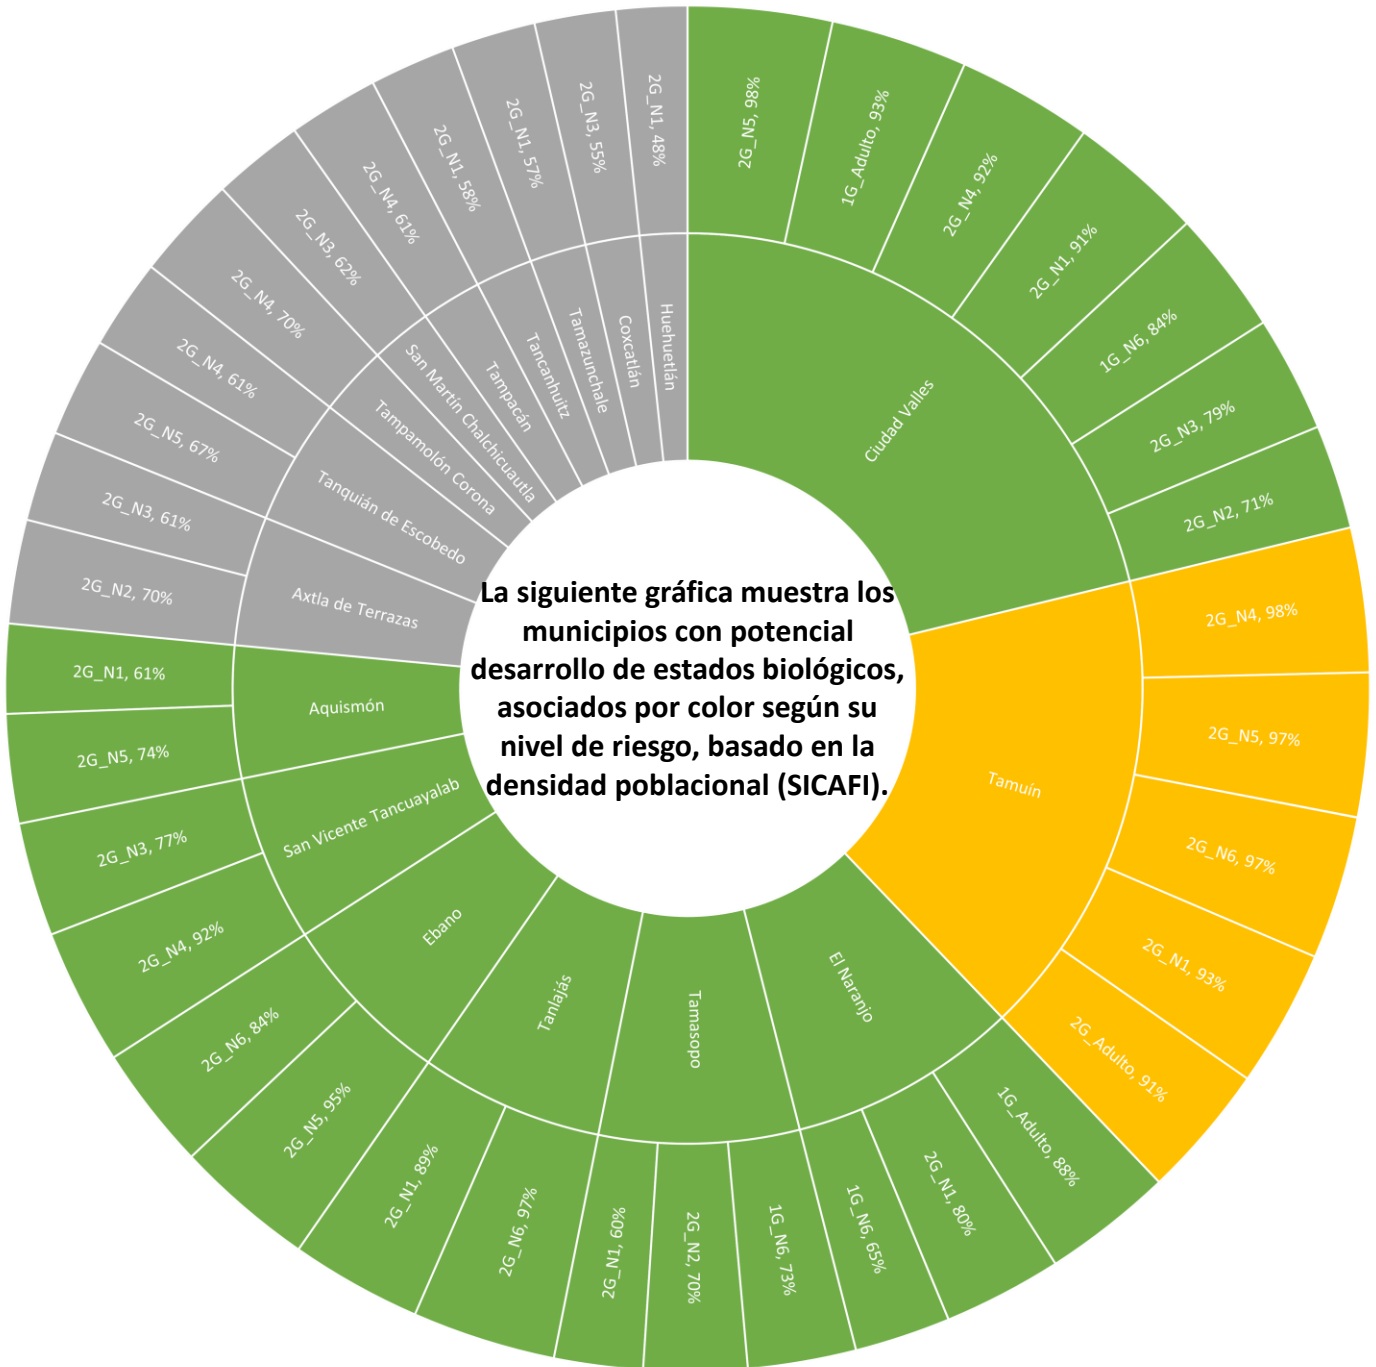 La siguiente gráfica muestra los
municipios con potencial
desarrollo de estados biológicos,
asociados por color según su
nivel de riesgo, basado en la
densidad poblacional (SICAFI).
Ciudad Valles
2G_N5, 98%
1G_Adulto, 93%
2G_N4, 92%
2G_N1, 91%
1G_N6, 84%
2G_N3, 79%
2G_N2, 71%
Tamuín
2G_N4, 98%
2G_N5, 97%
2G_N6, 97%
2G_N1, 93%
2G_Adulto, 91%
El Naranjo
1G_Adulto, 88%
2G_N1, 80%
1G_N6, 65%
Tamasopo
1G_N6, 73%
2G_N2, 70%
2G_N1, 60%
Tanlajás
2G_N6, 97%
2G_N1, 89%
Ebano
2G_N5, 95%
2G_N6, 84%
San Vicente Tancuayalab
2G_N4, 92%
2G_N3, 77%
Aquismón
2G_N5, 74%
2G_N1, 61%
Axtla de Terrazas
2G_N2, 70%
2G_N3, 61%
Tanquián de Escobedo
2G_N5, 67%
2G_N4, 61%
Tampamolón Corona
2G_N4, 70%
San Martín Chalchicuautla
2G_N3, 62%
Tampacán
2G_N4, 61%
Tancanhuitz
2G_N1, 58%
Tamazunchale
2G_N1, 57%
Coxcatlán
2G_N3, 55%
Huehuetlán
2G_N1, 48%